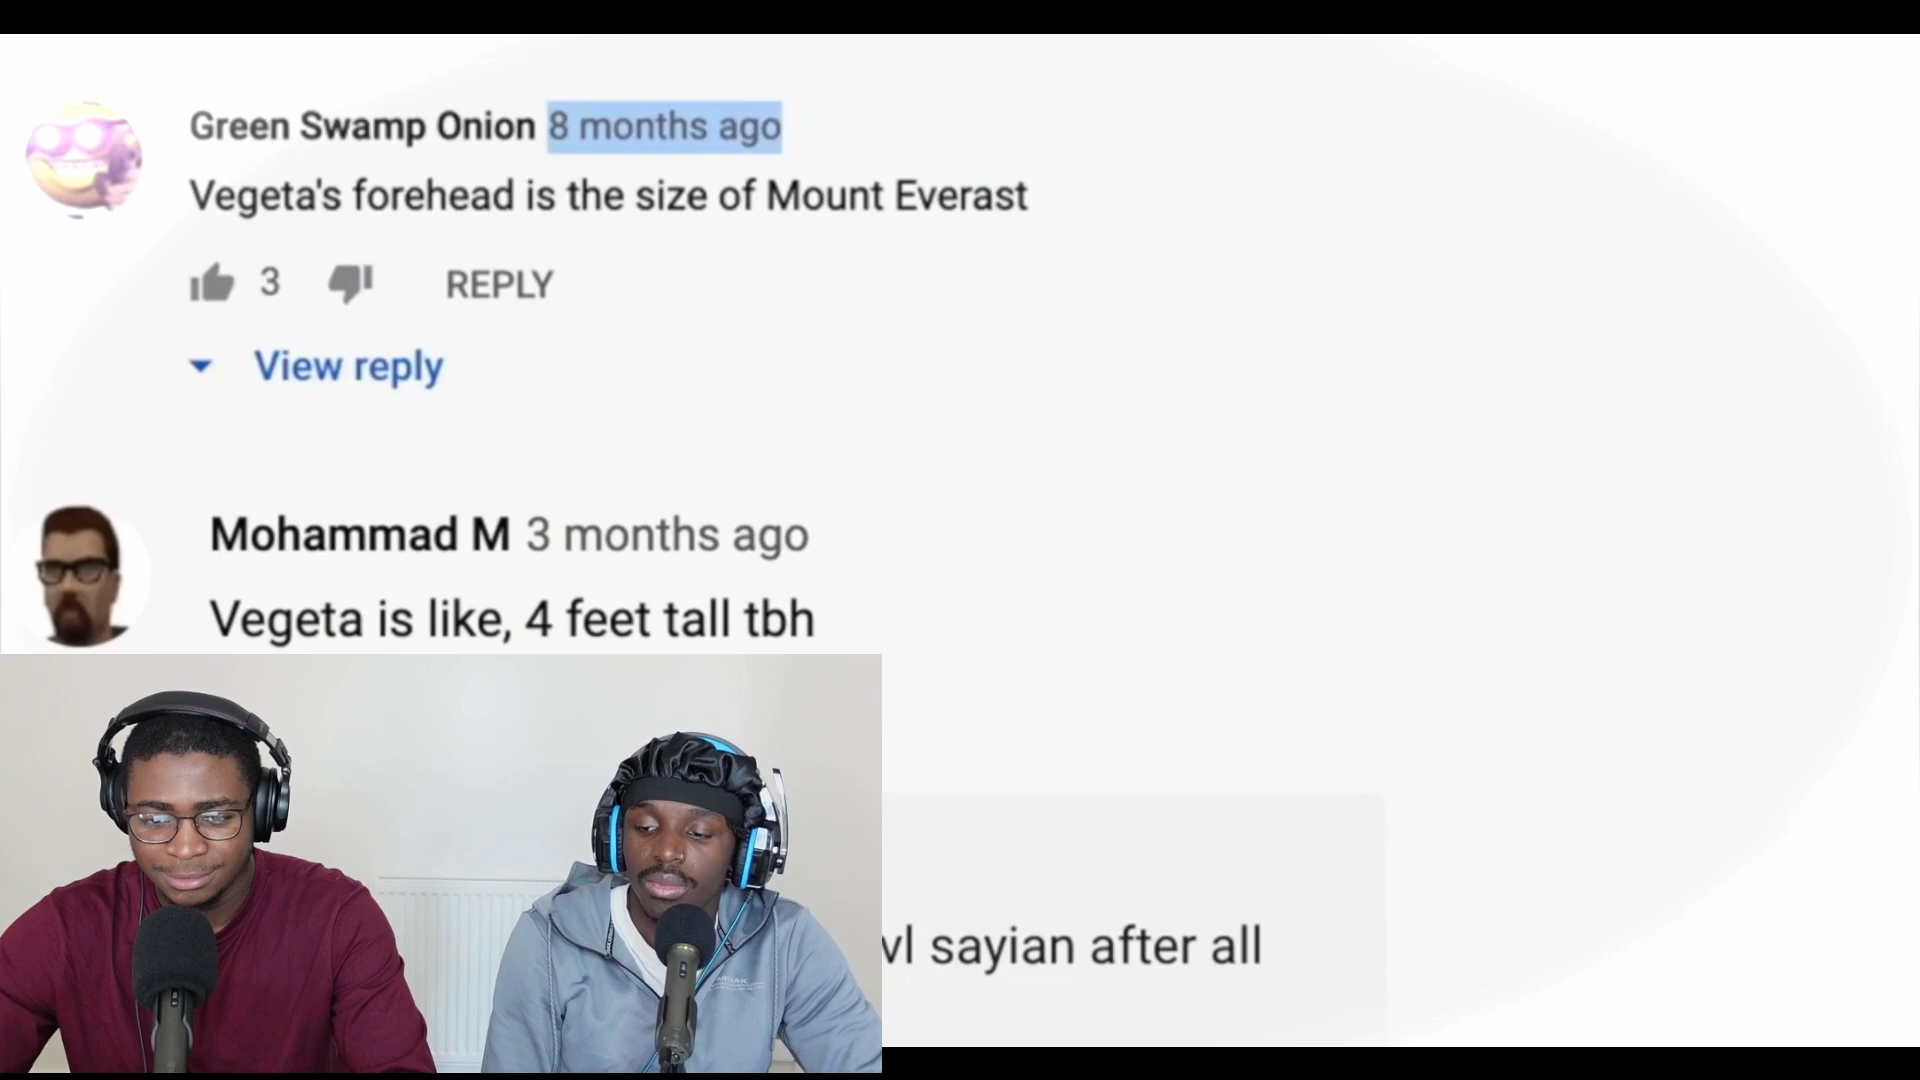 Green Swamp Onion 8 months ago
Vegeta's forehead is the size of Mount Everast
3 REPLY
View reply
Mohammad M 3 months ago
Vegeta is like, 4 feet tall tbh
sayian after all